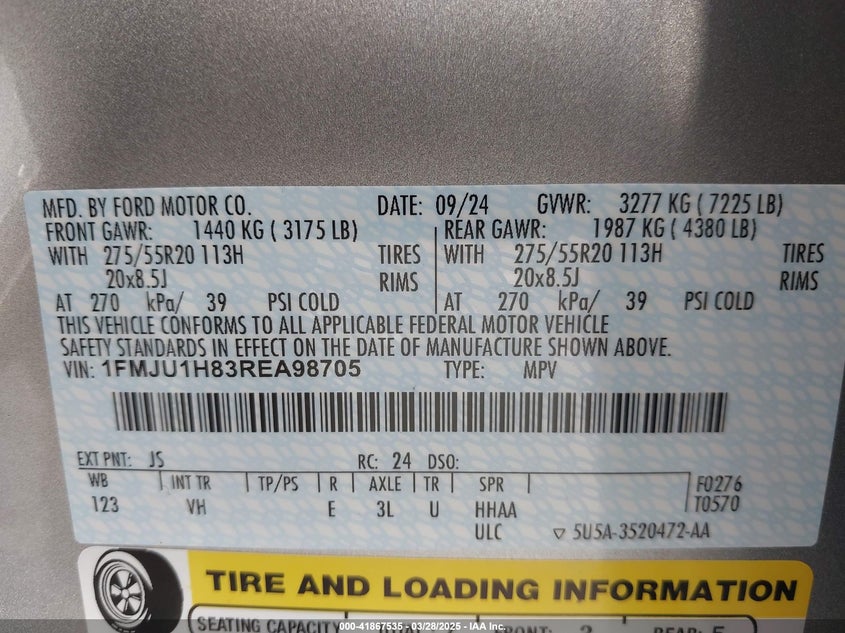 MFD. BY FORD MOTOR CO. DATE: 09/24 GVWR: 3277 KG ( 7225 LB)
FRONT GAWR: 1440 KG ( 3175 LB) REAR GAWR: 1987 KG ( 4380 LB)
WITH 275/55R20 113H TIRES WITH 275/55R20 113H TIRES
20x8.5J RIMS 20x8.5J RIMS
AT 270 kPa/ 39 PSI COLD AT 270 kPa/ 39 PSI COLD
THIS VEHICLE CONFORMS TO ALL APPLICABLE FEDERAL MOTOR VEHICLE
SAFETY STANDARDS IN EFFECT ON THE DATE OF MANUFACTURE SHOWN ABOVE.
VIN: 1FMJU1H83REA98705 TYPE: MPV
EXT PNT: JS RC: 24 DSO:
WB INT TR TP/PS R AXLE TR SPR F0276
123 VH E 3L U HHAA T0570
ULC ▽ 5U5A-3520472-AA
TIRE AND LOADING INFORMATION
SEATING CAPACITY
000-41867535 - 03/28/2025 - IAA Inc.